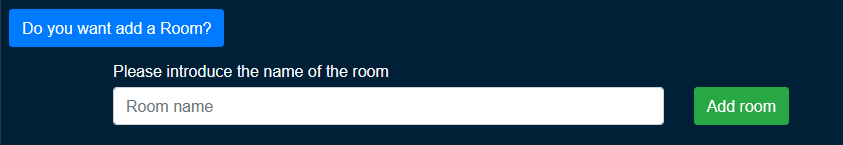 Do you want add a Room?
Please introduce the name of the room
Room name
Add room